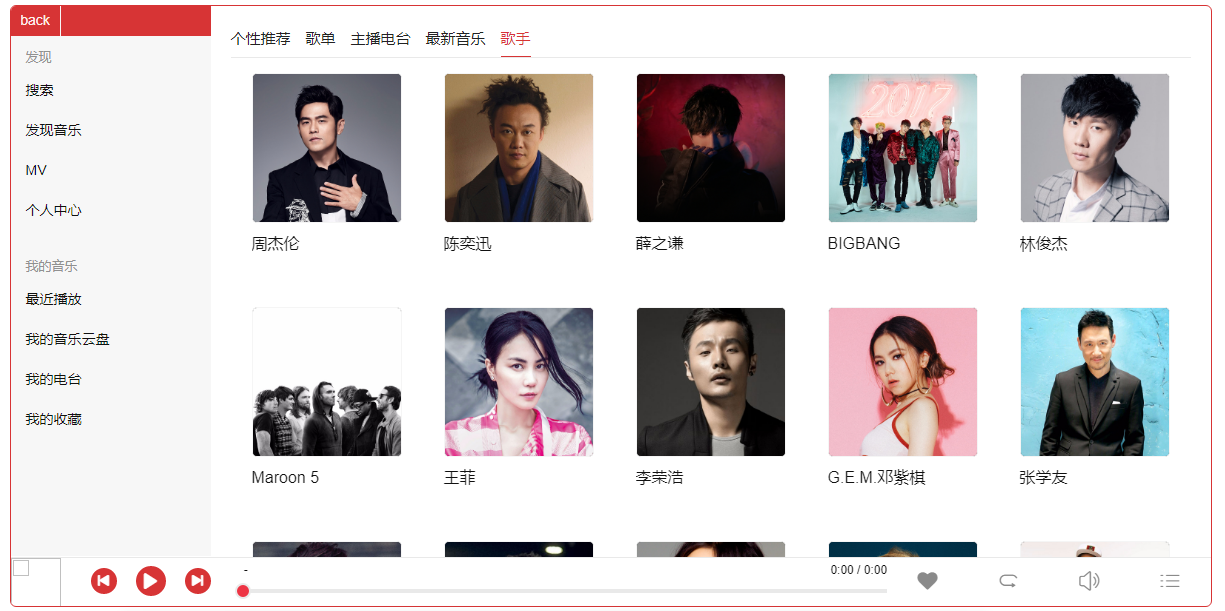 back
发现
搜索
发现音乐
MV
个人中心
我的音乐
最近播放
我的音乐云盘
我的电台
我的收藏
个性推荐 歌单 主播电台 最新音乐 歌手
2017
周杰伦 陈奕迅 薛之谦 BIGBANG 林俊杰
Maroon 5 王菲 李荣浩 G.E.M.邓紫棋 张学友
- 0:00 / 0:00